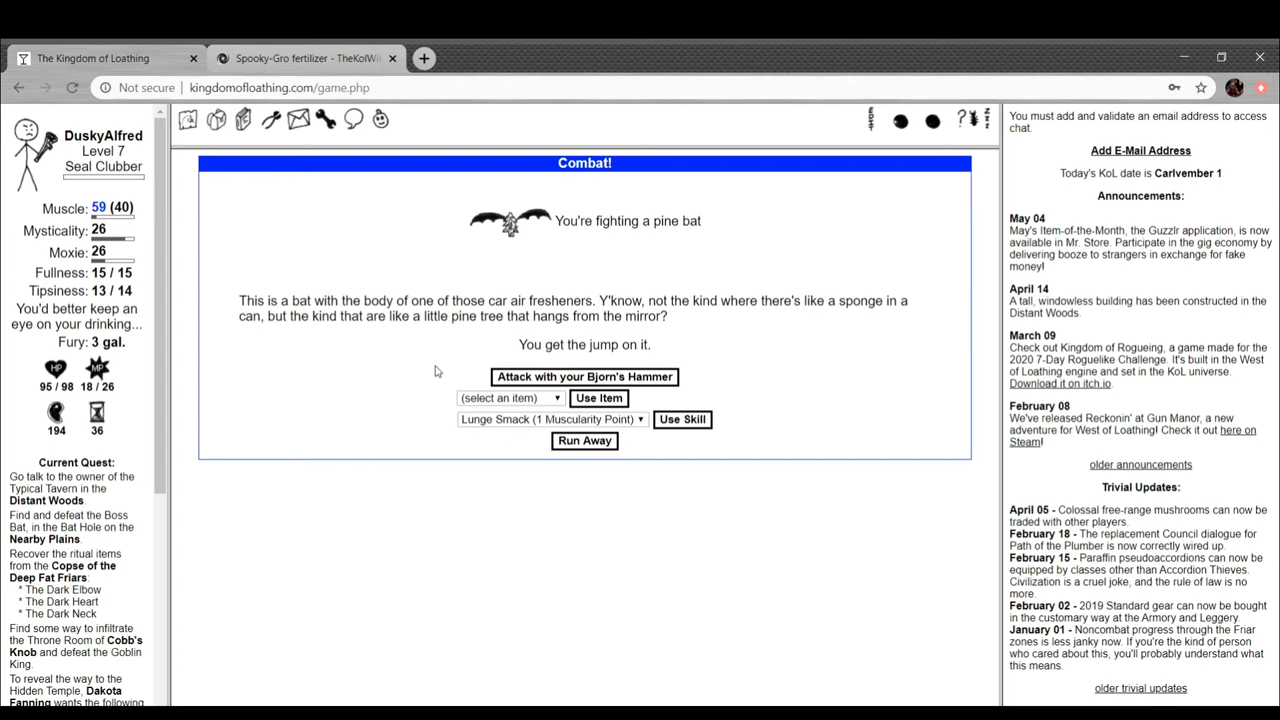 The Kingdom of Loathing
Spooky-Gro fertilizer - TheKolWi
Not secure
kingdomofloathing.com/game.php
DuskyAlfred
Level 7
Seal Clubber
Muscle: 59 (40)
Mysticality: 26
Moxie: 26
Fullness: 15 / 15
Tipsiness: 13 / 14
You'd better keep an
eye on your drinking...
Fury: 3 gal.
HP
MP
95 / 98
18 / 26
194
36
Current Quest:
Go talk to the owner of the
Typical Tavern in the
Distant Woods.
Find and defeat the Boss
Bat, in the Bat Hole on the
Nearby Plains.
Recover the ritual items
from the Copse of the
Deep Fat Friars:
* The Dark Elbow
* The Dark Heart
* The Dark Neck
Find some way to infiltrate
the Throne Room of Cobb's
Knob and defeat the Goblin
King.
To reveal the way to the
Hidden Temple, Dakota
Fanning wants the following
Combat!
You're fighting a pine bat
This is a bat with the body of one of those car air fresheners. Y'know, not the kind where there's like a sponge in a
can, but the kind that are like a little pine tree that hangs from the mirror?
You get the jump on it.
Attack with your Bjorn's Hammer
(select an item)
Use Item
Lunge Smack (1 Muscularity Point)
Use Skill
Run Away
You must add and validate an email address to access
chat.
Add E-Mail Address
Today's KoL date is Carlvember 1
Announcements:
May 04
May's Item-of-the-Month, the Guzzlr application, is now
available in Mr. Store. Participate in the gig economy by
delivering booze to strangers in exchange for fake
money!
April 14
A tall, windowless building has been constructed in the
Distant Woods.
March 09
Check out Kingdom of Rogueing, a game made for the
2020 7-Day Roguelike Challenge. It's built in the West
of Loathing engine and set in the KoL universe.
Download it on itch.io.
February 08
We've released Reckonin' at Gun Manor, a new
adventure for West of Loathing! Check it out here on
Steam!
older announcements
Trivial Updates:
April 05 - Colossal free-range mushrooms can now be
traded with other players.
February 18 - The replacement Council dialogue for
Path of the Plumber is now correctly wired up.
February 15 - Paraffin pseudoaccordions can now be
equipped by classes other than Accordion Thieves.
Civilization is a cruel joke, and the rule of law is no
more.
February 02 - 2019 Standard gear can now be bought
in the customary way at the Armory and Leggery.
January 01 - Noncombat progress through the Friar
zones is less janky now. If you're the kind of person
who cared about this, you'll probably understand what
this means.
older trivial updates